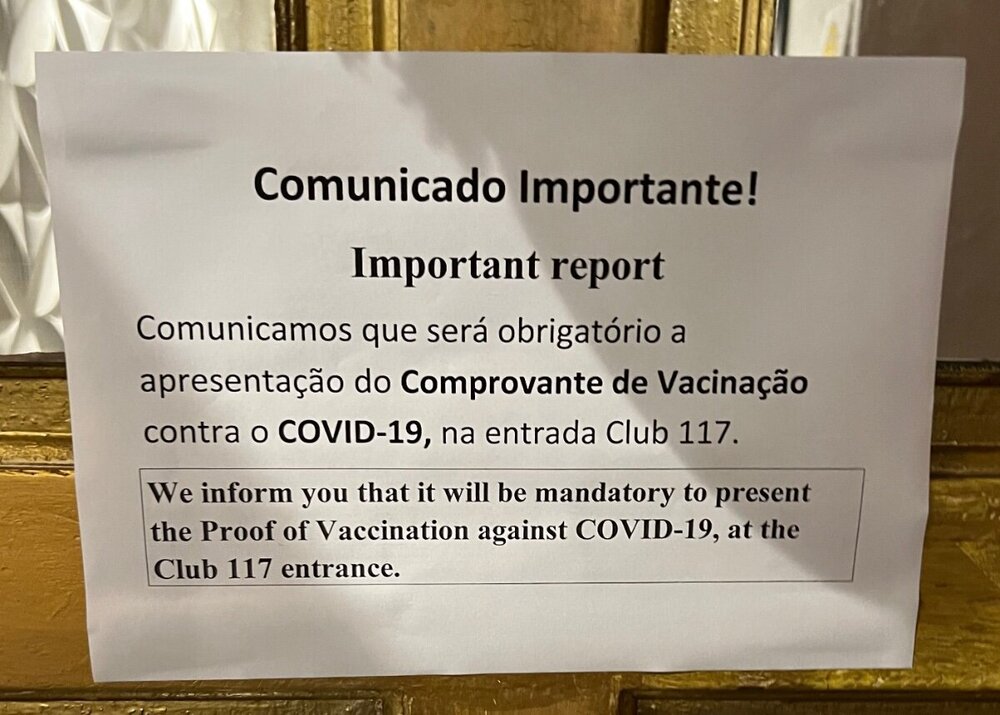 Comunicado Importante!
Important report
Comunicamos que será obrigatório a
apresentação do Comprovante de Vacinação
contra o COVID-19, na entrada Club 117.
We inform you that it will be mandatory to present
the Proof of Vaccination against COVID-19, at the
Club 117 entrance.